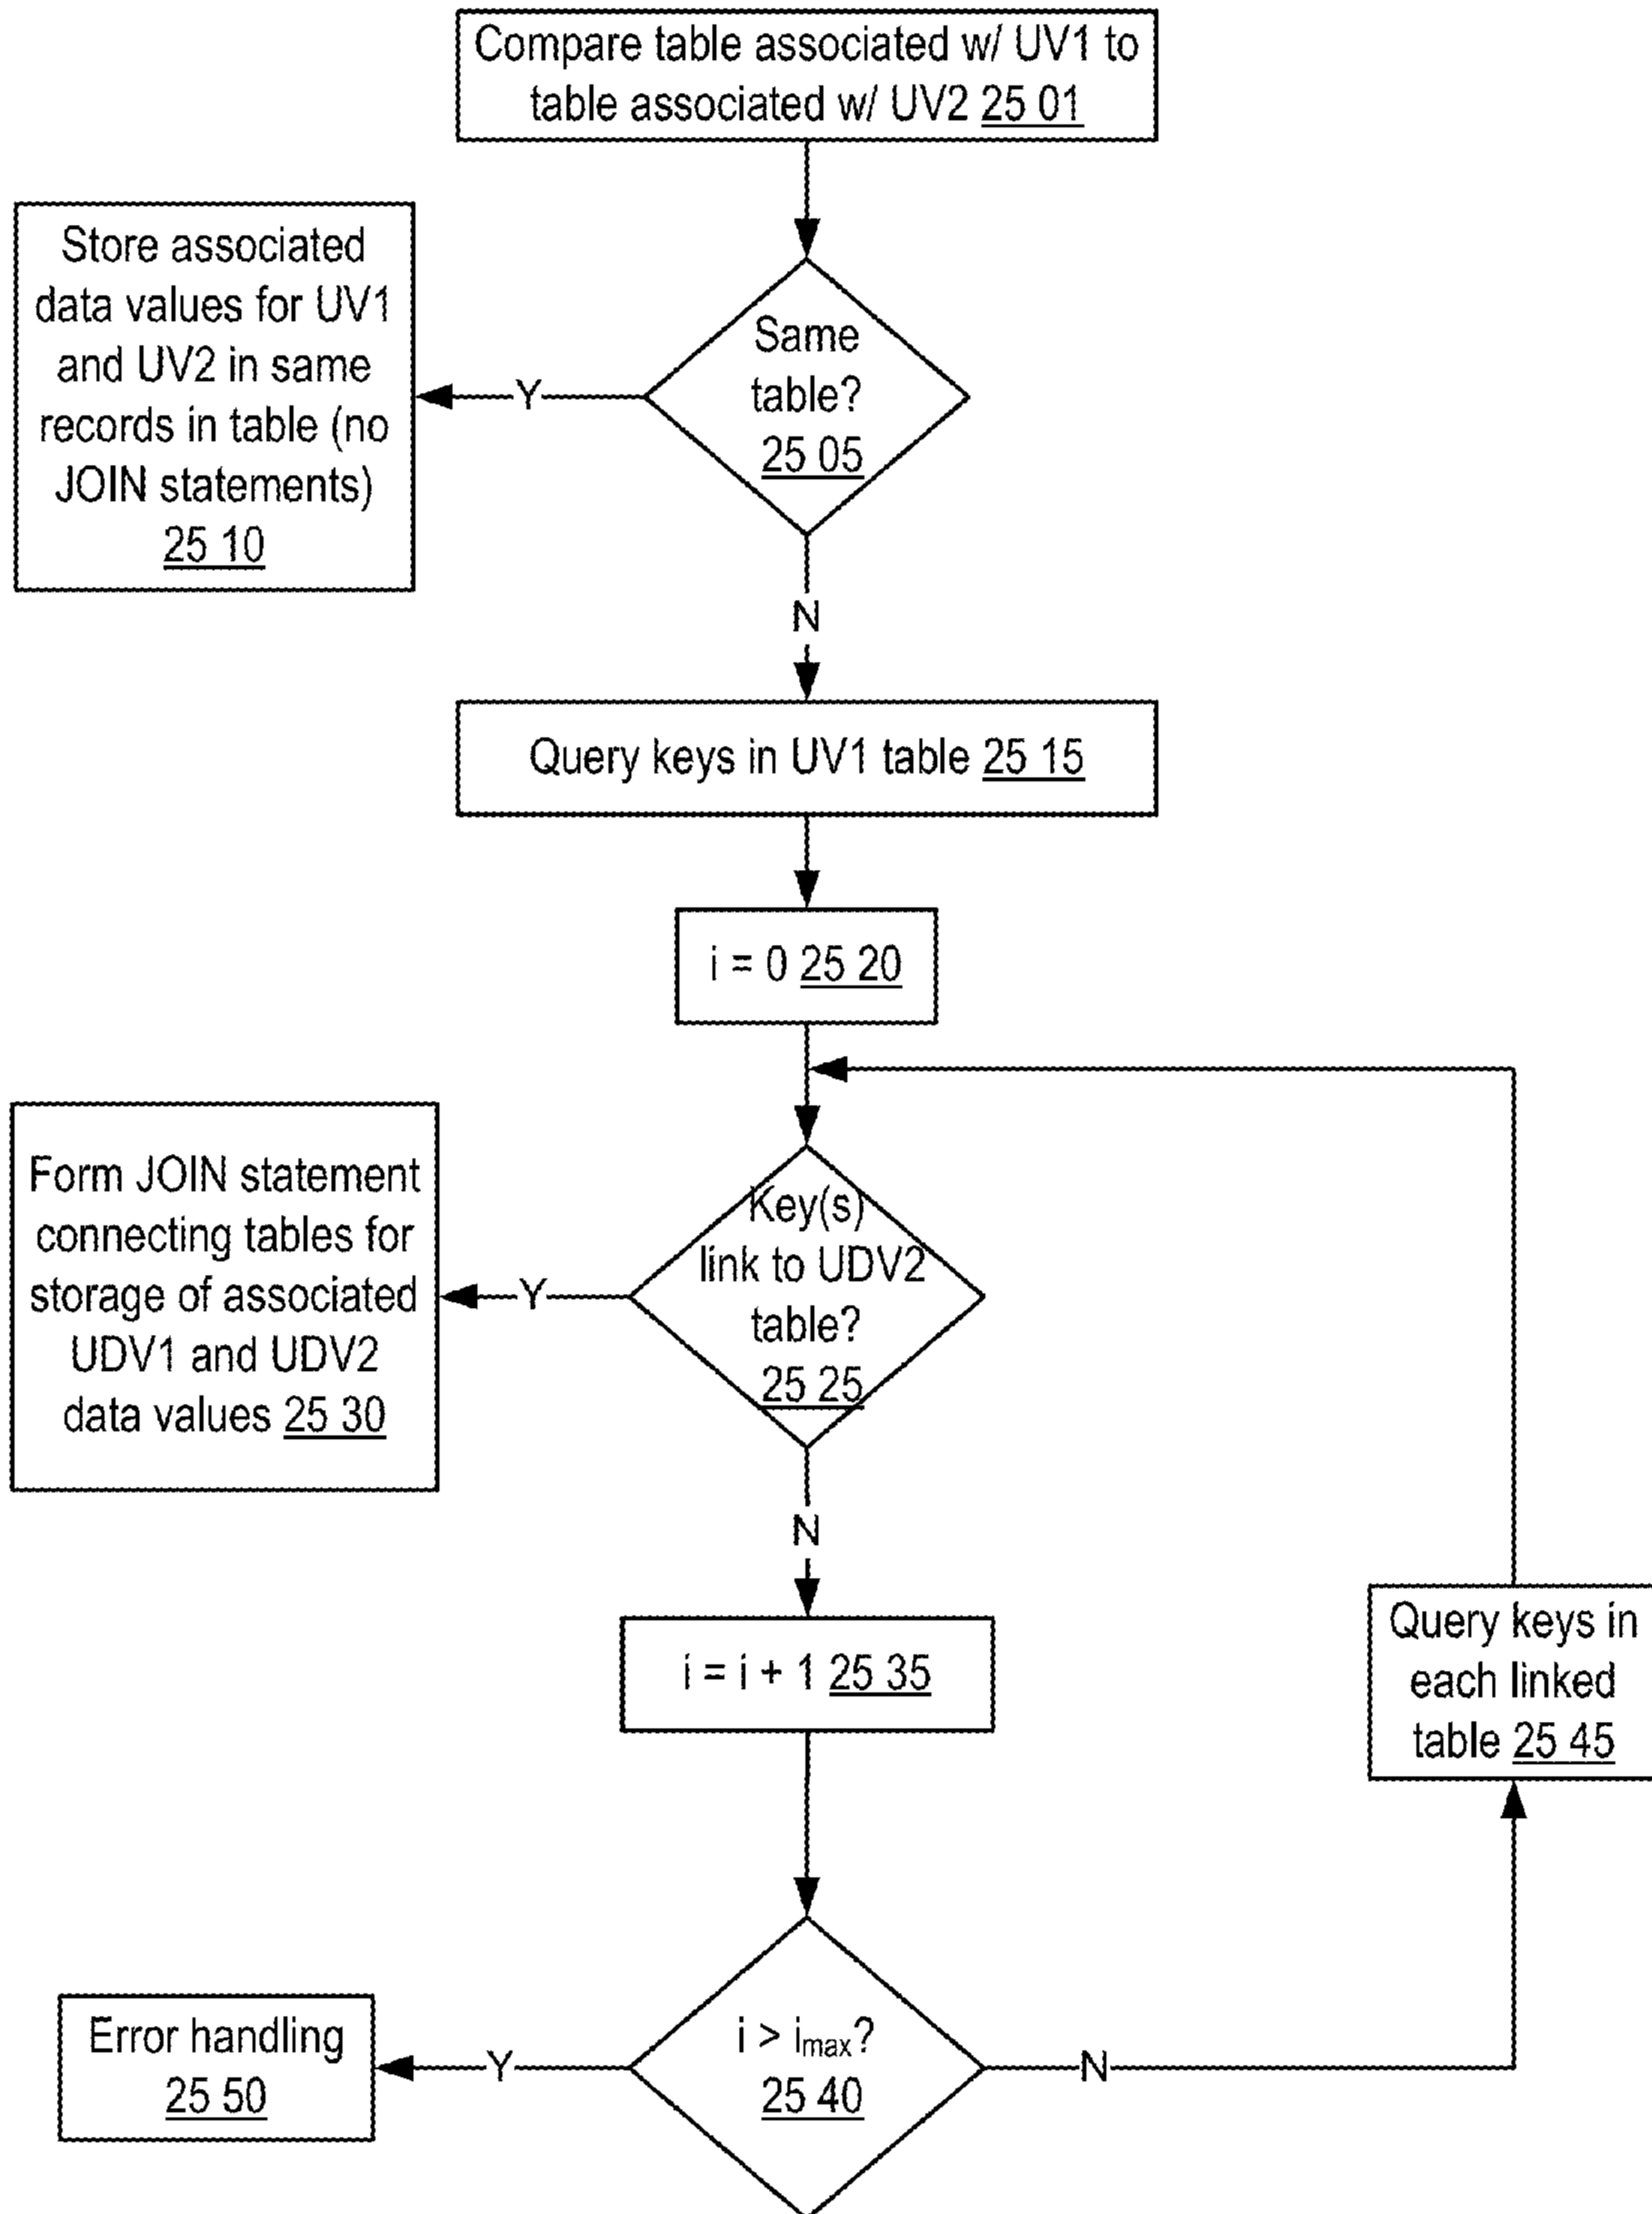 Compare table associated w/ UV1 to
table associated w/ UV2 25 01
Store associated
data values for UV1
and UV2 in same
records in table (no
JOIN statements)
25 10
Y
Same
table?
25 05
N
Query keys in UV1 table 25 15
i = 0 25 20
Form JOIN statement
connecting tables for
storage of associated
UDV1 and UDV2
data values 25 30
Y
Key(s)
link to UDV2
table?
25 25
N
i = i + 1 25 35
Query keys in
each linked
table 25 45
Error handling
25 50
Y
i > imax?
25 40
N